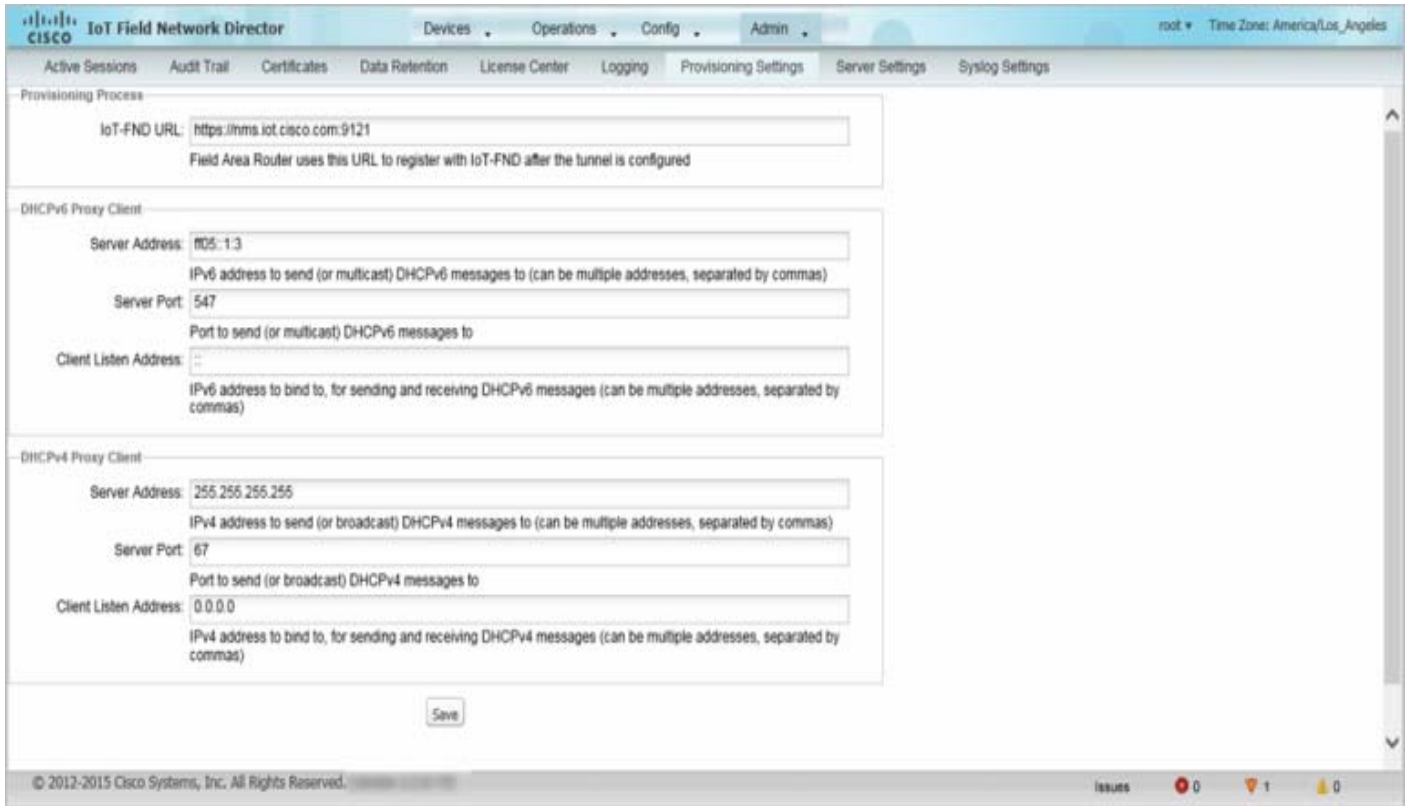 CISCO IoT Field Network Director Devices Operations Config Admin root Time Zone: America/Los_Angeles
Active Sessions Audit Trail Certificates Data Retention License Center Logging Provisioning Settings Server Settings Syslog Settings
Provisioning Process
IoT-FND URL: https://nms.iot.cisco.com:9121
Field Area Router uses this URL to register with IoT-FND after the tunnel is configured
DHCPv6 Proxy Client
Server Address: ff05::1:3
IPv6 address to send (or multicast) DHCPv6 messages to (can be multiple addresses, separated by commas)
Server Port: 547
Port to send (or multicast) DHCPv6 messages to
Client Listen Address: ::
IPv6 address to bind to, for sending and receiving DHCPv6 messages (can be multiple addresses, separated by
commas)
DHCPv4 Proxy Client
Server Address: 255.255.255.255
IPv4 address to send (or broadcast) DHCPv4 messages to (can be multiple addresses, separated by commas)
Server Port: 67
Port to send (or broadcast) DHCPv4 messages to
Client Listen Address: 0.0.0.0
IPv4 address to bind to, for sending and receiving DHCPv4 messages (can be multiple addresses, separated by
commas)
Save
© 2012-2015 Cisco Systems, Inc. All Rights Reserved. Issues 0 1 0